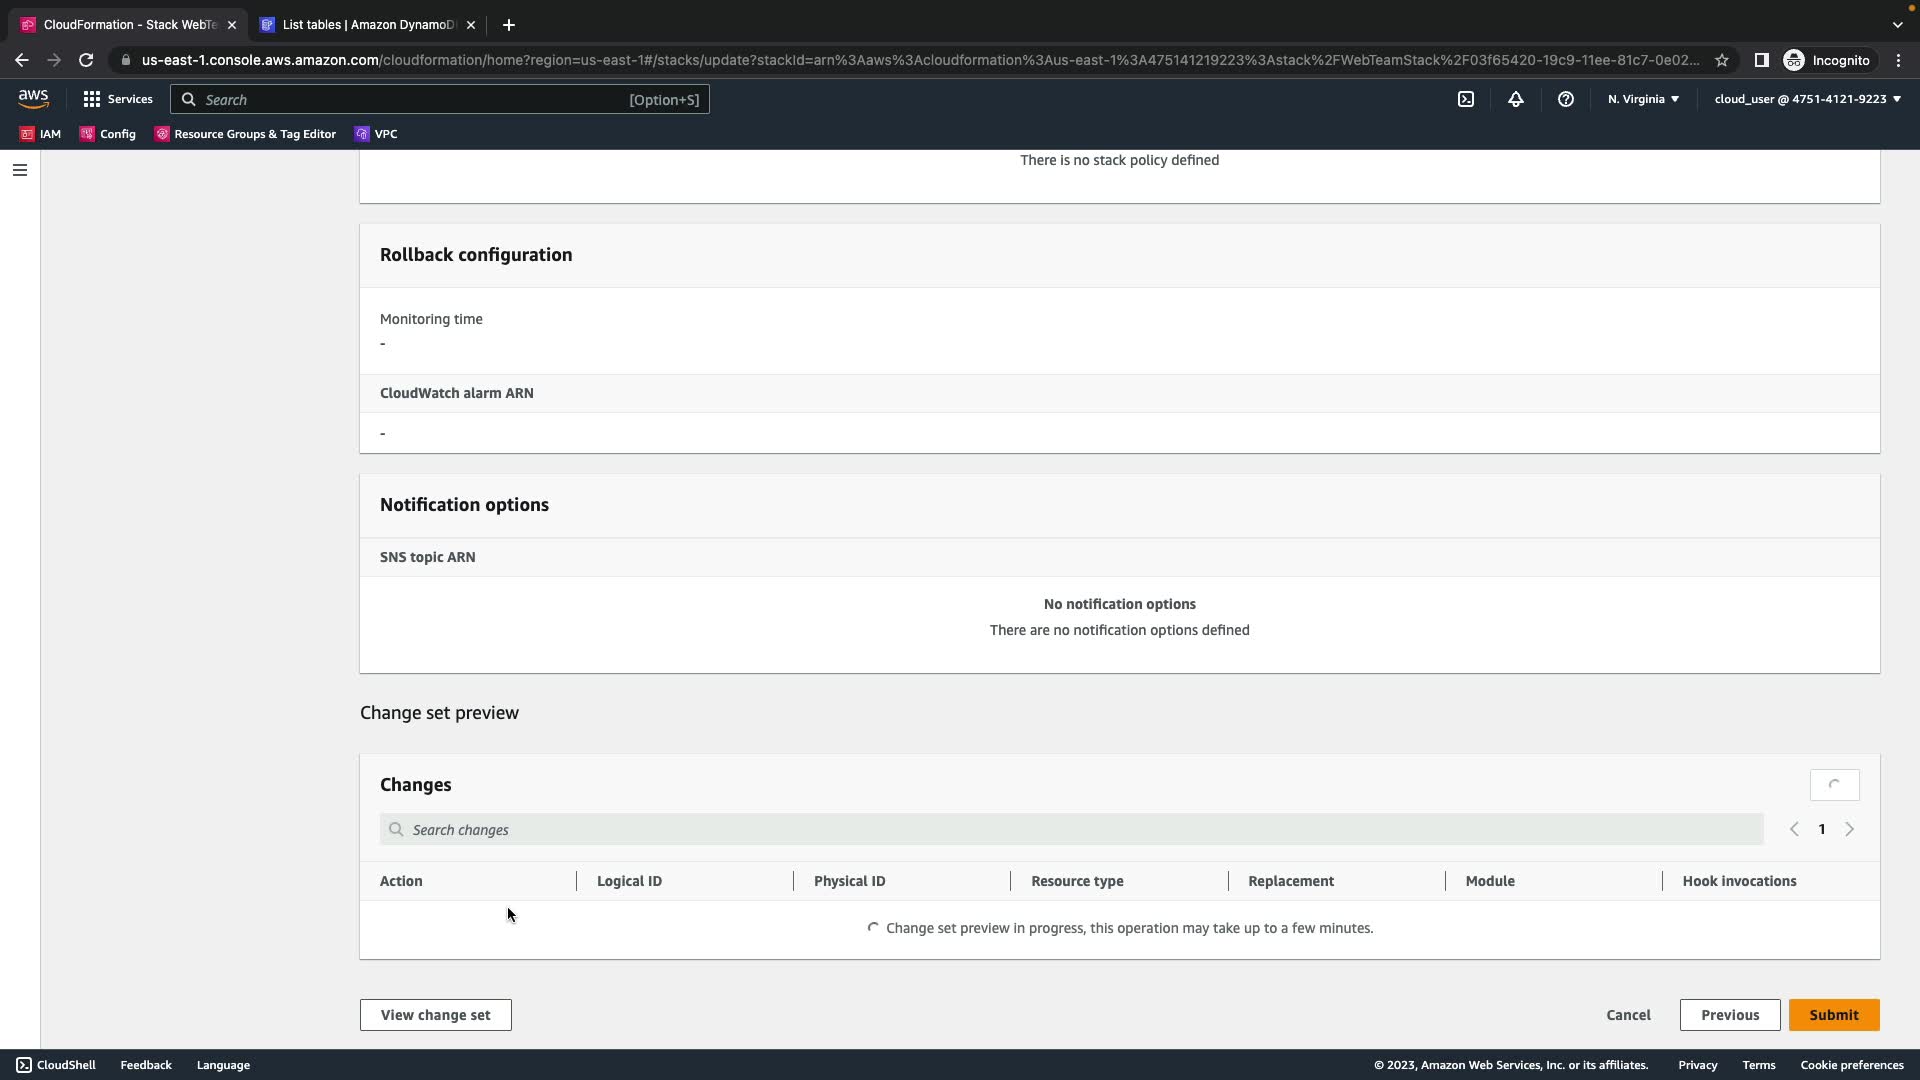 CloudFormation - Stack WebTe
List tables | Amazon DynamoD
us-east-1.console.aws.amazon.com/cloudformation/home?region=us-east-1#/stacks/update?stackId=arn%3Aaws%3Acloudformation%3Aus-east-1%3A475141219223%3Astack%2FWebTeamStack%2F03f65420-19c9-11ee-81c7-0e02...
Incognito
aws
Services
Search
[Option+S]
N. Virginia
cloud_user @ 4751-4121-9223
IAM
Config
Resource Groups & Tag Editor
VPC
There is no stack policy defined
Rollback configuration
Monitoring time
-
CloudWatch alarm ARN
-
Notification options
SNS topic ARN
No notification options
There are no notification options defined
Change set preview
Changes
Search changes
1
Action
Logical ID
Physical ID
Resource type
Replacement
Module
Hook invocations
Change set preview in progress, this operation may take up to a few minutes.
View change set
Cancel
Previous
Submit
CloudShell
Feedback
Language
© 2023, Amazon Web Services, Inc. or its affiliates.
Privacy
Terms
Cookie preferences